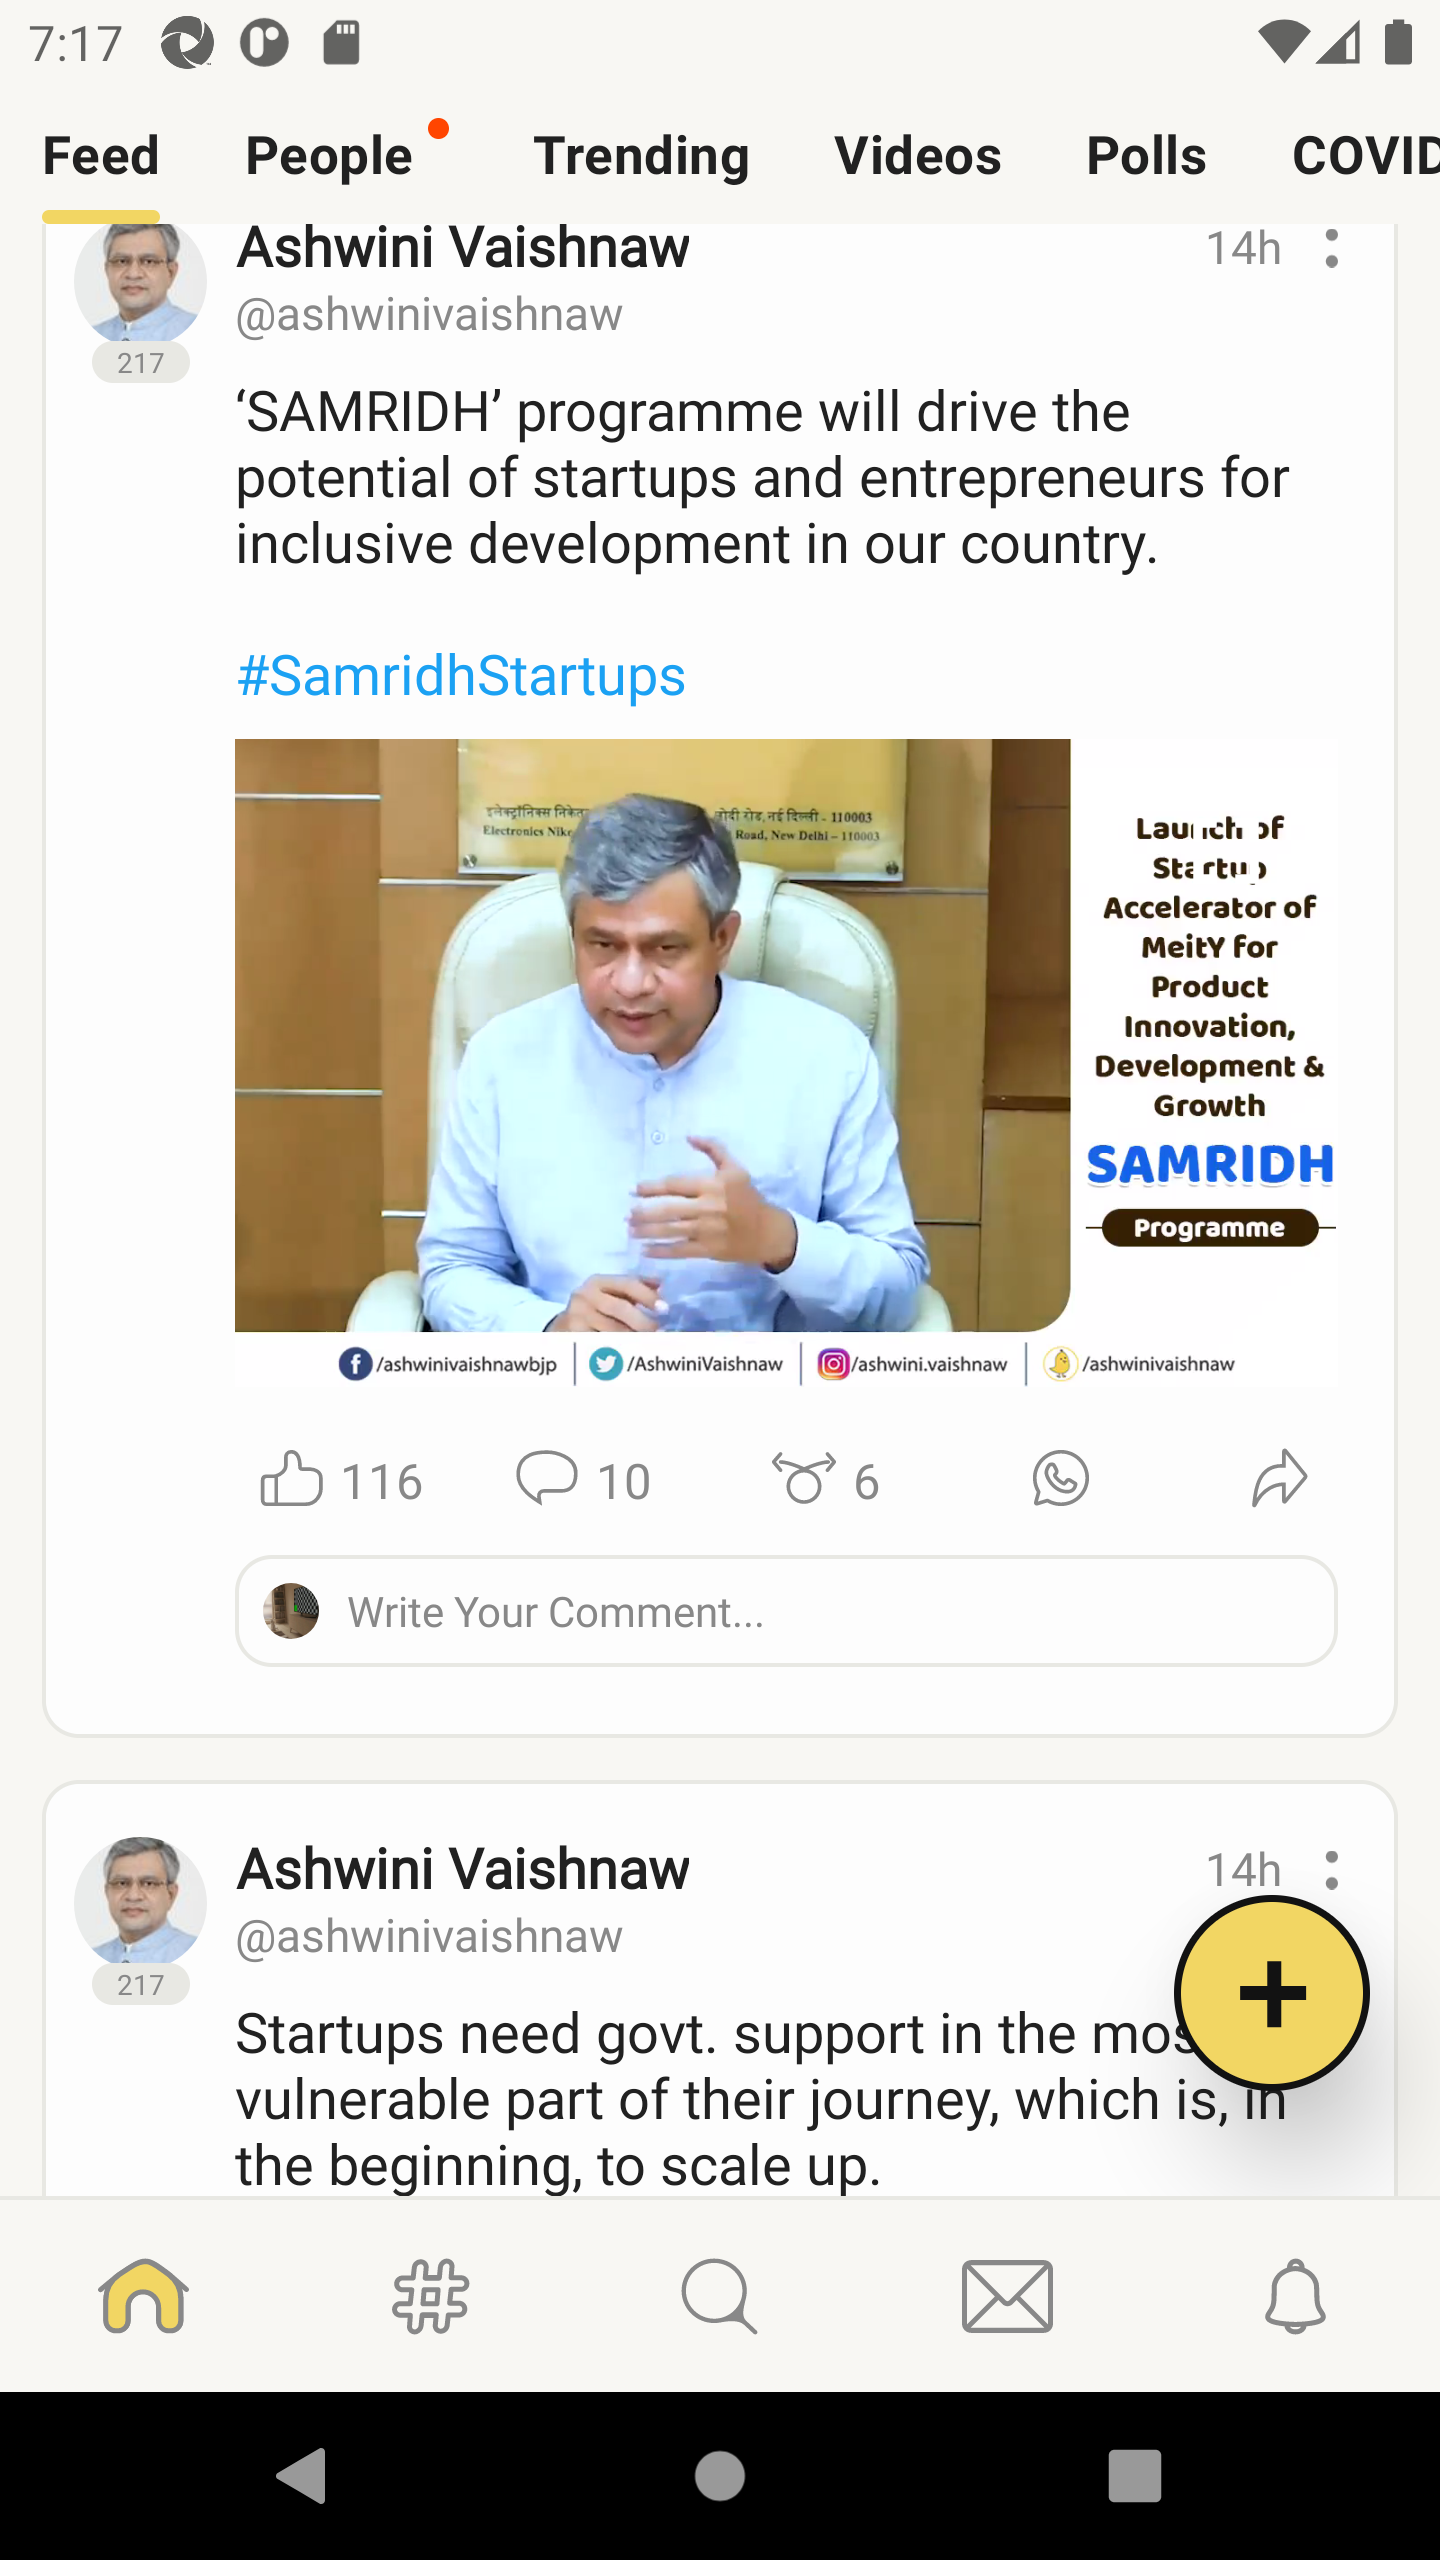 7:17
Feed People Trending Videos Polls COVID
Ashwini Vaishnaw 14h
@ashwinivaishnaw
217
‘SAMRIDH’ programme will drive the
potential of startups and entrepreneurs for
inclusive development in our country.
#SamridhStartups
इलेक्ट्रॉनिक्स निकेत लोदी रोड, नई दिल्ली - 110003
Electronics Nike Road, New Delhi – 110003
Launch of
Startup
Accelerator of
MeitY for
Product
Innovation,
Development &
Growth
SAMRIDH
Programme
/ashwinivaishnawbjp /AshwiniVaishnaw /ashwini.vaishnaw /ashwinivaishnaw
116 10 6
Write Your Comment...
Ashwini Vaishnaw 14h
@ashwinivaishnaw
217
Startups need govt. support in the mos
vulnerable part of their journey, which is, in
the beginning, to scale up.